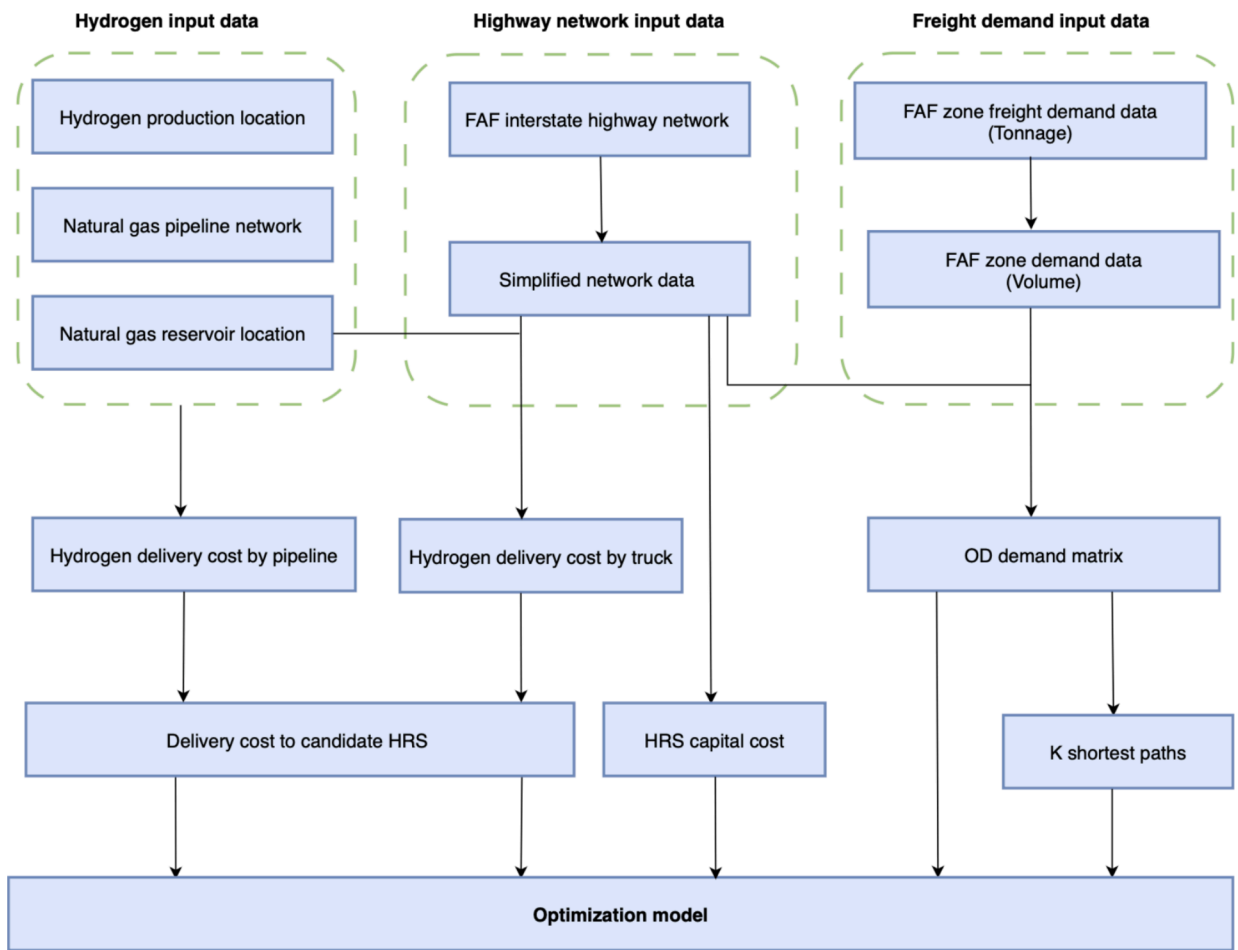 Hydrogen input data
Highway network input data
Freight demand input data
Hydrogen production location
Natural gas pipeline network
Natural gas reservoir location
FAF interstate highway network
Simplified network data
FAF zone freight demand data
(Tonnage)
FAF zone demand data
(Volume)
Hydrogen delivery cost by pipeline
Hydrogen delivery cost by truck
OD demand matrix
Delivery cost to candidate HRS
HRS capital cost
K shortest paths
Optimization model